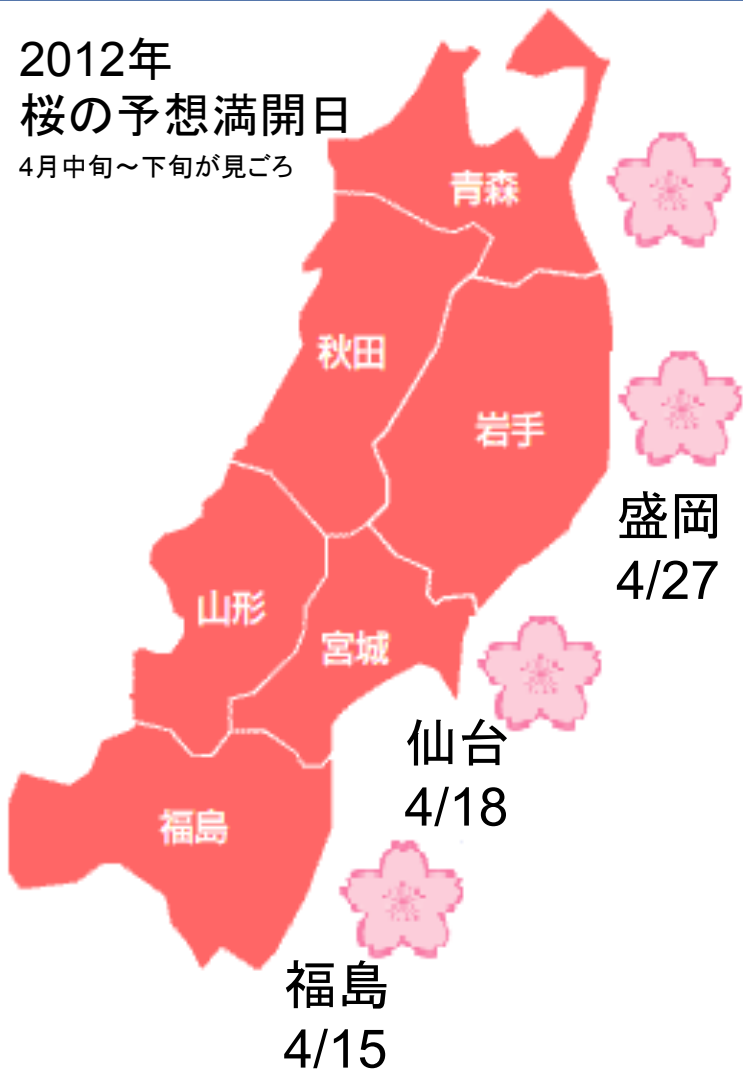 2012年
桜の予想満開日
4月中旬~下旬が見ごろ
青森
秋田
岩手
盛岡
4/27
山形
宮城
仙台
4/18
福島
福島
4/15